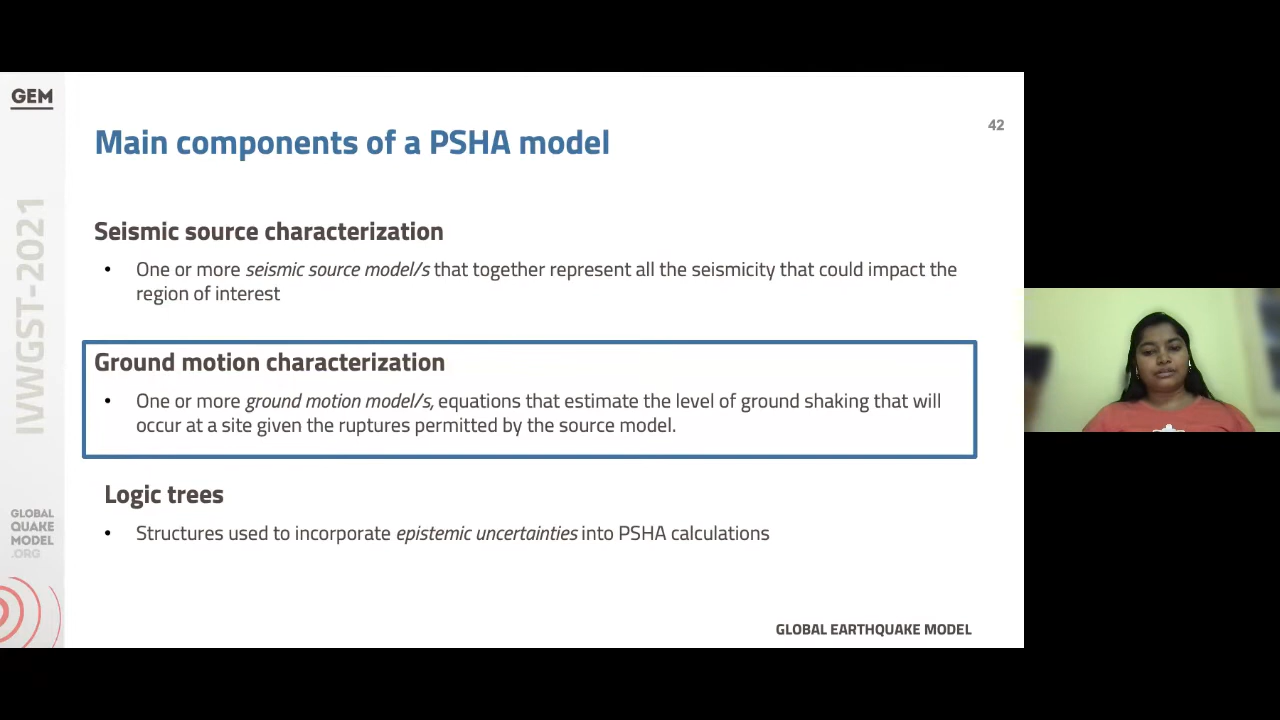 GEM
IVWGST-2021
GLOBAL
QUAKE
MODEL
.ORG
42
Main components of a PSHA model
Seismic source characterization
• One or more seismic source model/s that together represent all the seismicity that could impact the
region of interest
Ground motion characterization
• One or more ground motion model/s, equations that estimate the level of ground shaking that will
occur at a site given the ruptures permitted by the source model.
Logic trees
• Structures used to incorporate epistemic uncertainties into PSHA calculations
GLOBAL EARTHQUAKE MODEL